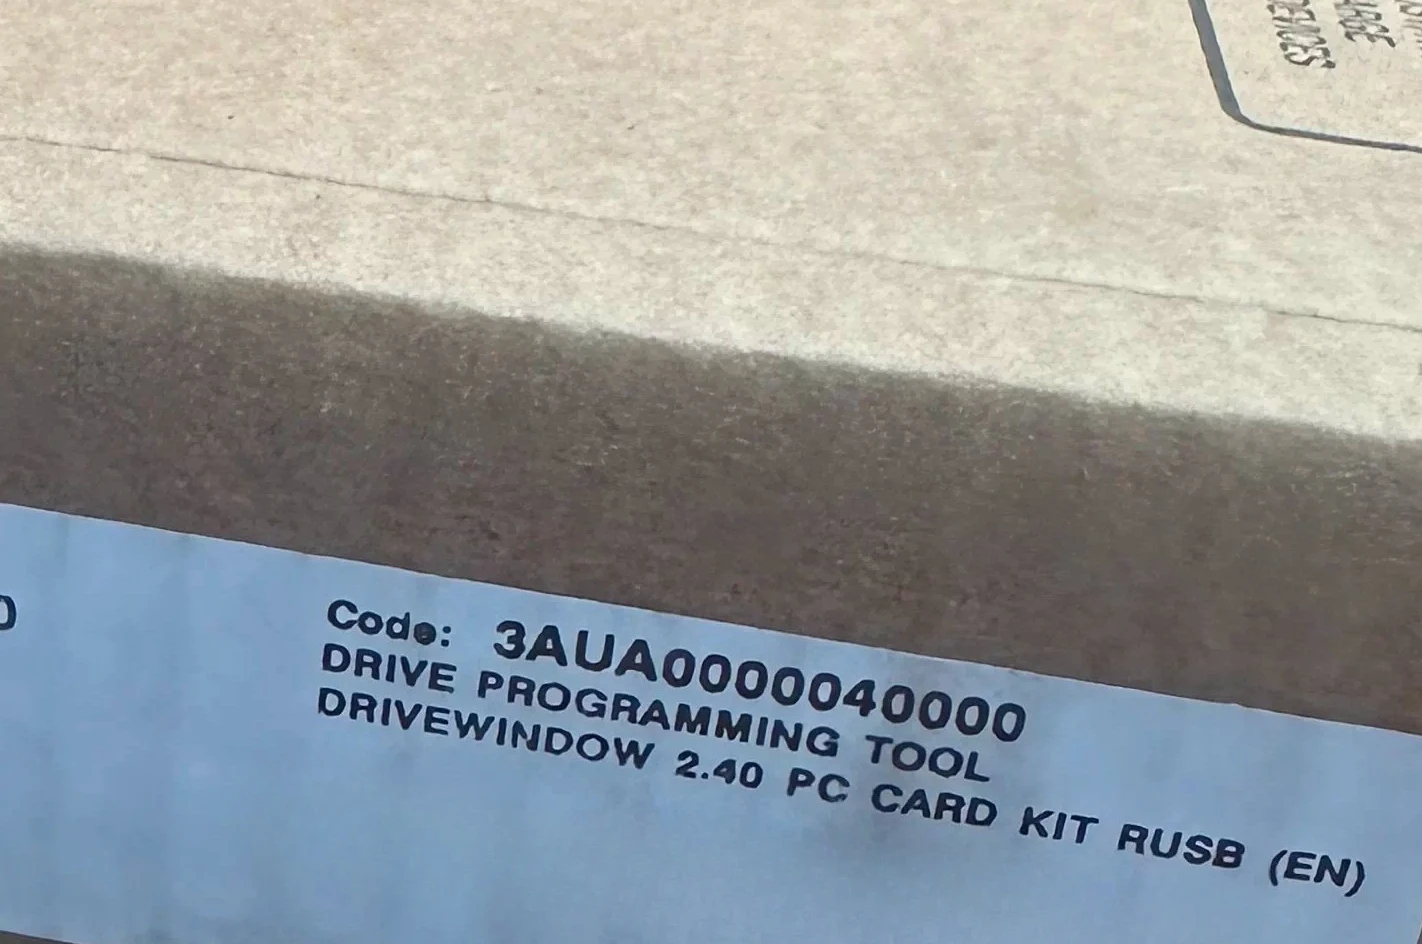 Code: 3AUA0000040000
DRIVE PROGRAMMING TOOL
DRIVEWINDOW 2.40 PC CARD KIT RUSB (EN)